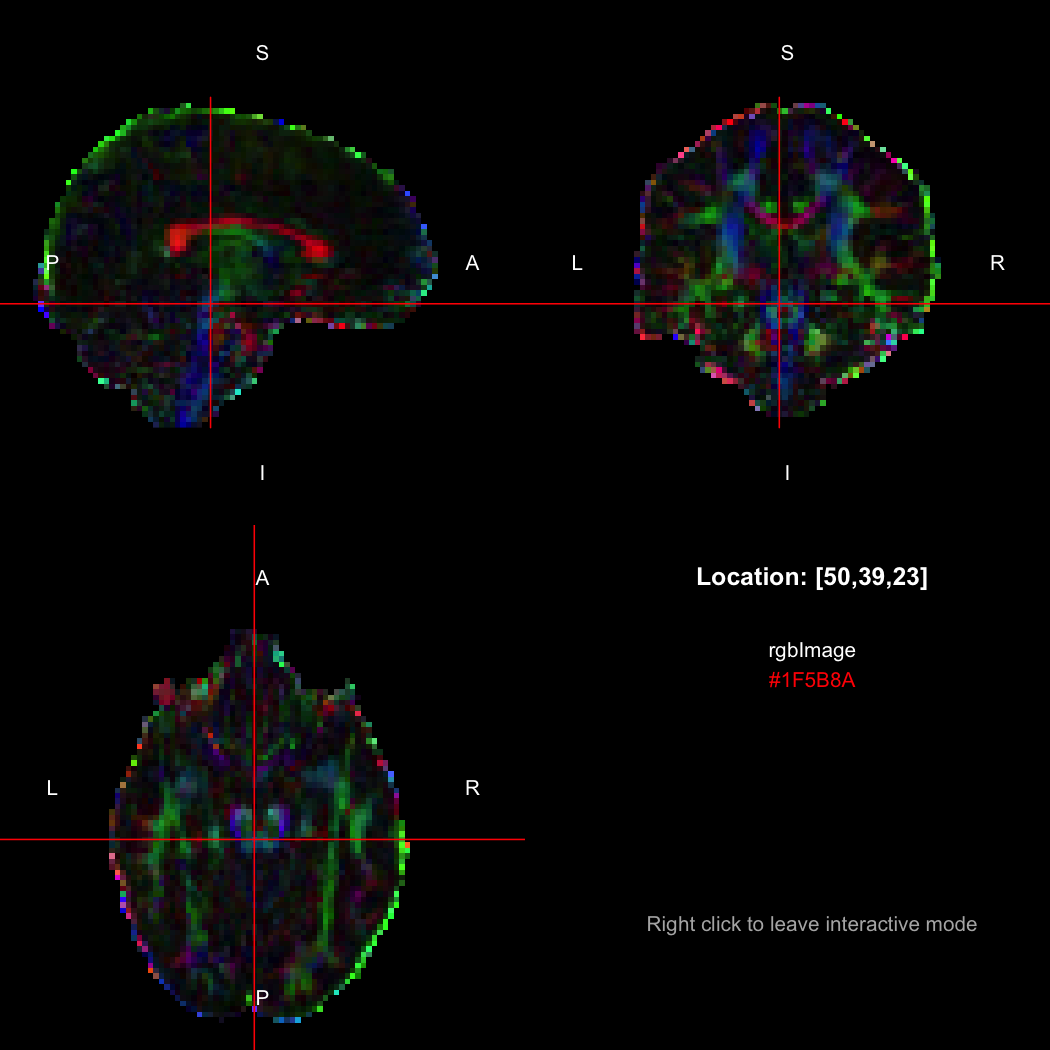 S
S
P
A
L
R
I
I
A
Location: [50,39,23]
rgbImage
#1F5B8A
L
R
Right click to leave interactive mode
P